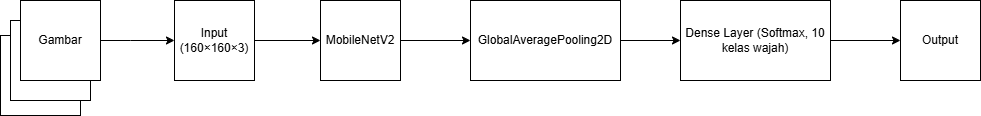 Gambar
Input
(160×160×3)
MobileNetV2
GlobalAveragePooling2D
Dense Layer (Softmax, 10
kelas wajah)
Output